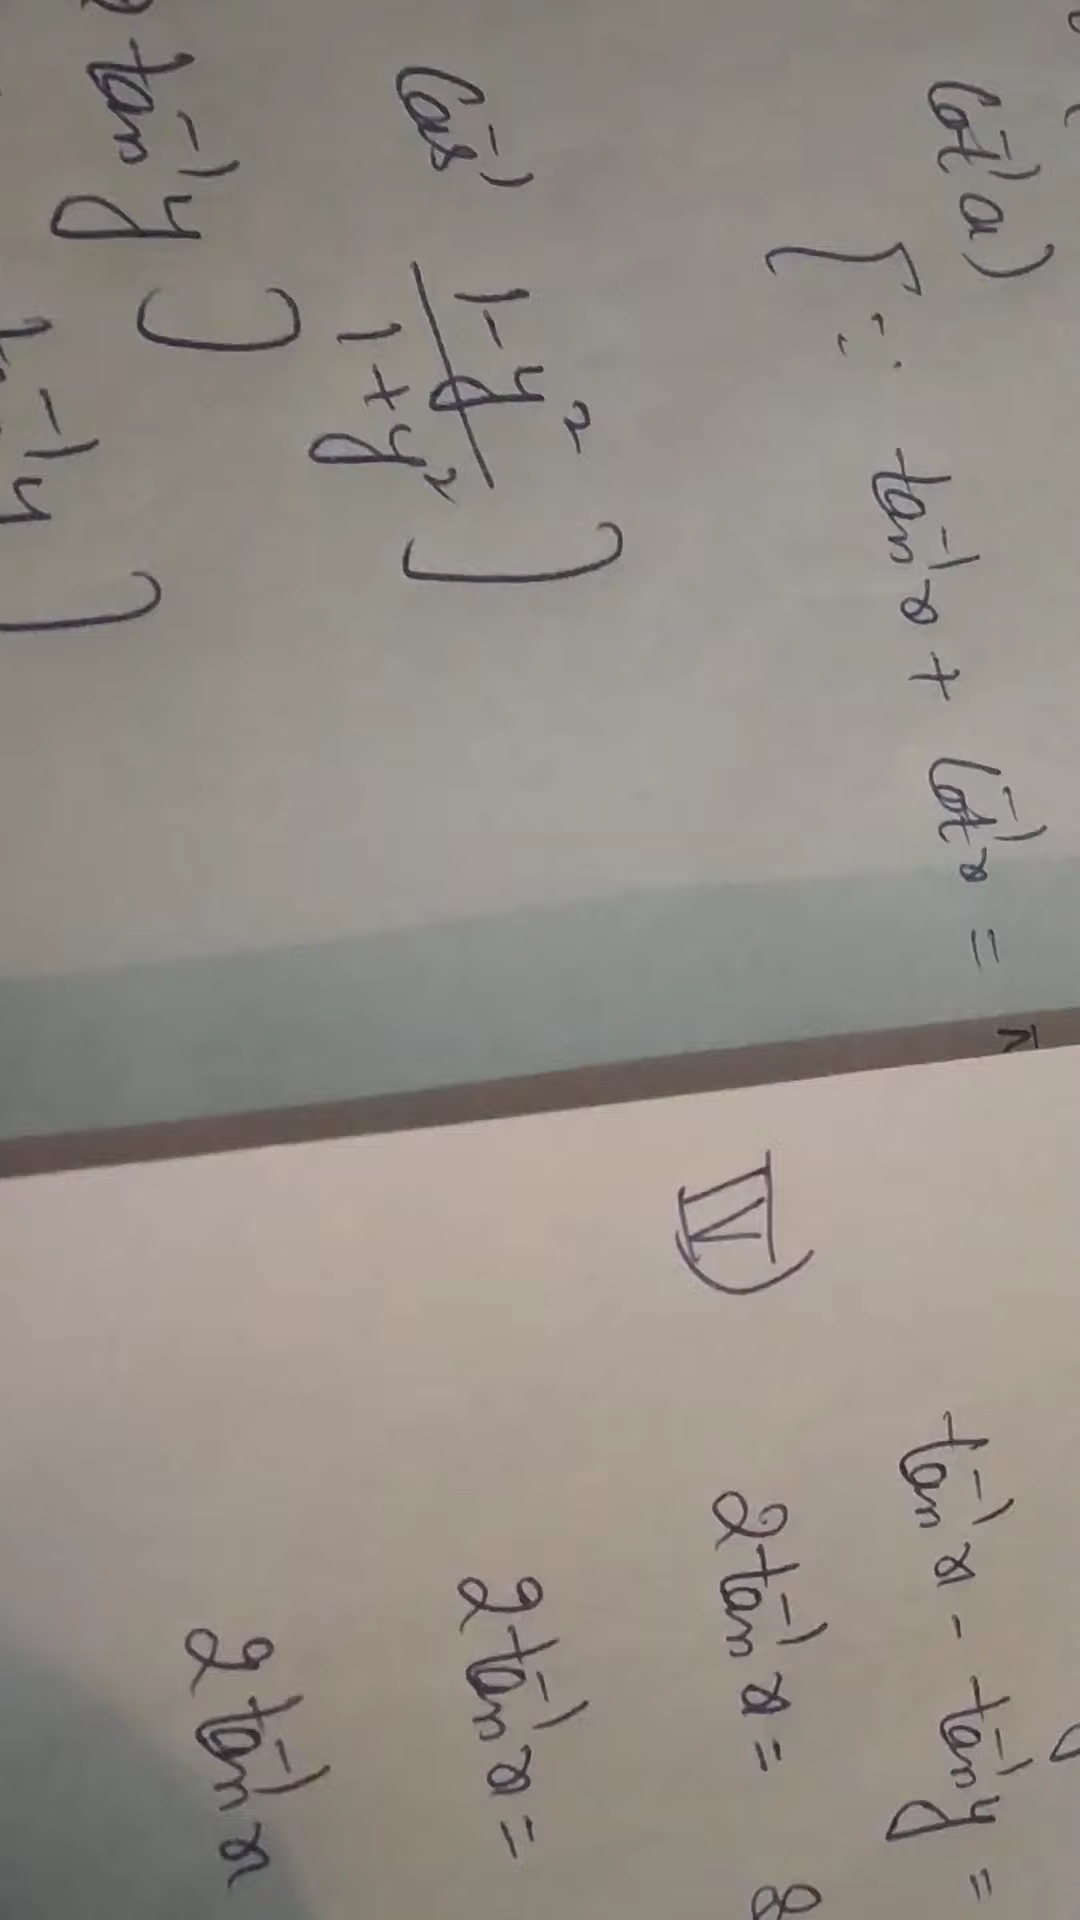 cot⁻¹a)
{∵ tan⁻¹x + cot⁻¹x =
cos⁻¹ (1-y²)/(1+y²) ]
tan⁻¹y ]
⁻¹y ]
IV)
tan⁻¹x - tan⁻¹y =
2tan⁻¹x =
2tan⁻¹x =
2tan⁻¹x